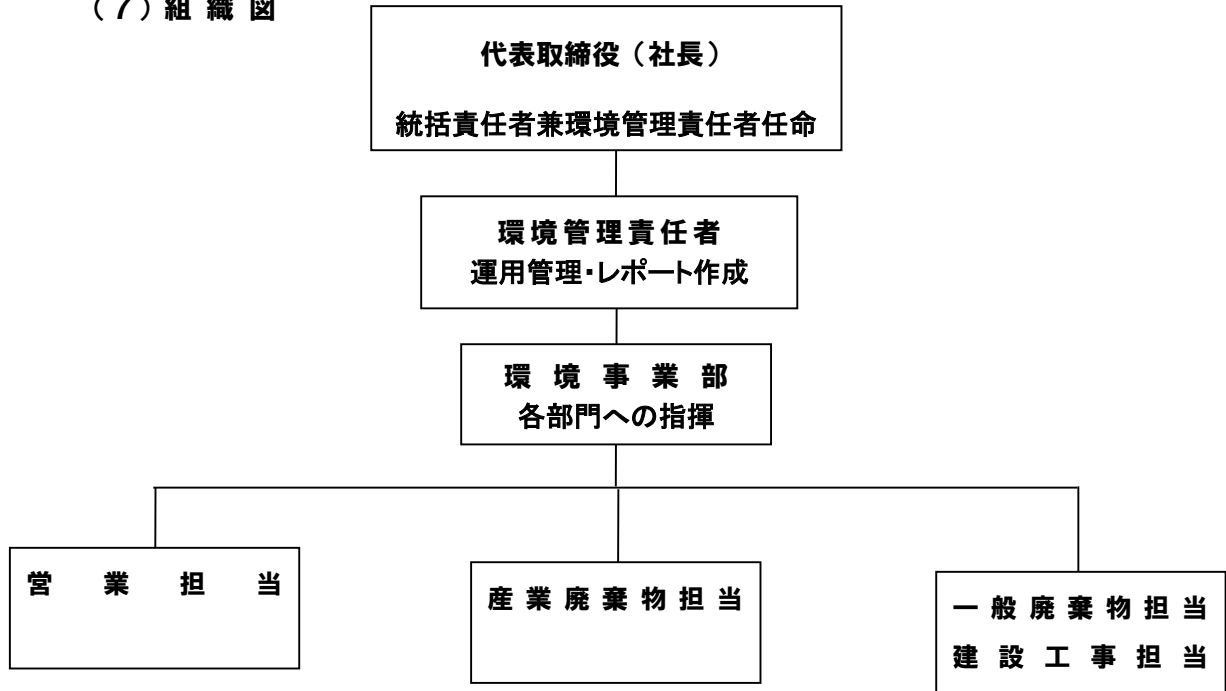 (7)組織図
代表取締役（社長）
統括責任者兼環境管理責任者任命
環境管理責任者
運用管理・レポート作成
環境事業部
各部門への指揮
営業担当
産業廃棄物担当
一般廃棄物担当
建設工事担当